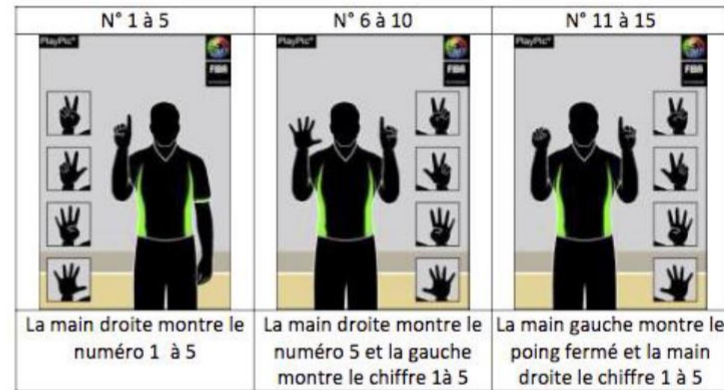 N° 1 à 5
N° 6 à 10
N° 11 à 15
PlayPic®
FIBA
PlayPic®
FIBA
PlayPic®
FIBA
La main droite montre le
numéro 1 à 5
La main droite montre le
numéro 5 et la gauche
montre le chiffre 1à 5
La main gauche montre le
poing fermé et la main
droite le chiffre 1 à 5